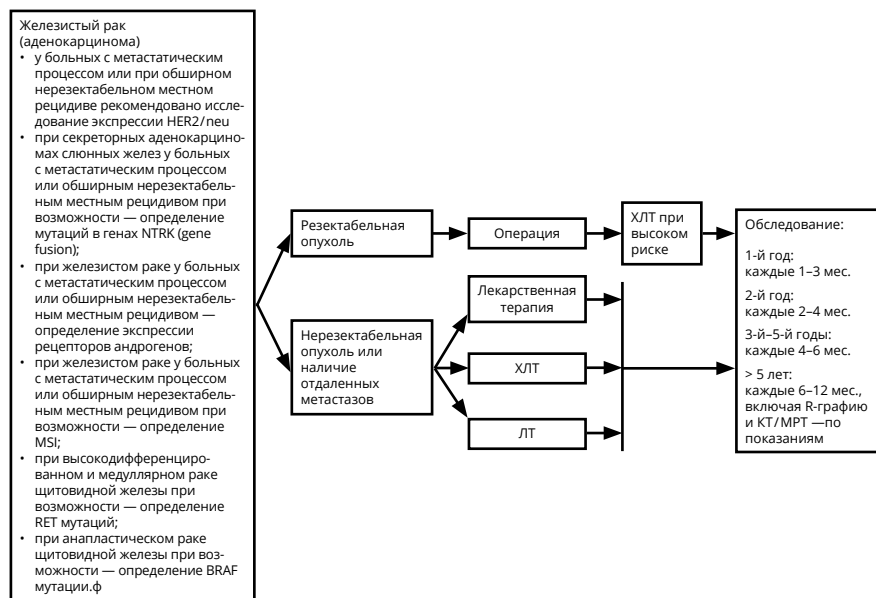 Железистый рак
(аденокарцинома)
• у больных с метастатическим
процессом или при обширном
нерезектабельном местном
рецидиве рекомендовано иссле-
дование экспрессии HER2/neu
• при секреторных аденокарцино-
мах слюнных желез у больных
с метастатическим процессом
или обширным нерезектабель-
ным местным рецидивом при
возможности — определение
мутаций в генах NTRK (gene
fusion);
• при железистом раке у больных
с метастатическим процессом
или обширным нерезектабель-
ным местным рецидивом —
определение экспрессии
рецепторов андрогенов;
• при железистом раке у больных
с метастатическим процессом
или обширным нерезектабель-
ным местным рецидивом при
возможности — определение
MSI;
• при высокодифференциро-
ванном и медуллярном раке
щитовидной железы при
возможности — определение
RET мутаций;
• при анапластическом раке
щитовидной железы при воз-
можности — определение BRAF
мутации.ф
Резектабельная
опухоль
Операция
ХЛТ при
высоком
риске
Нерезектабельная
опухоль или
наличие
отдаленных
метастазов
Лекарственная
терапия
ХЛТ
ЛТ
Обследование:
1-й год:
каждые 1–3 мес.
2-й год:
каждые 2–4 мес.
3-й–5-й годы:
каждые 4–6 мес.
> 5 лет:
каждые 6–12 мес.,
включая R-графию
и КТ/МРТ —по
показаниям